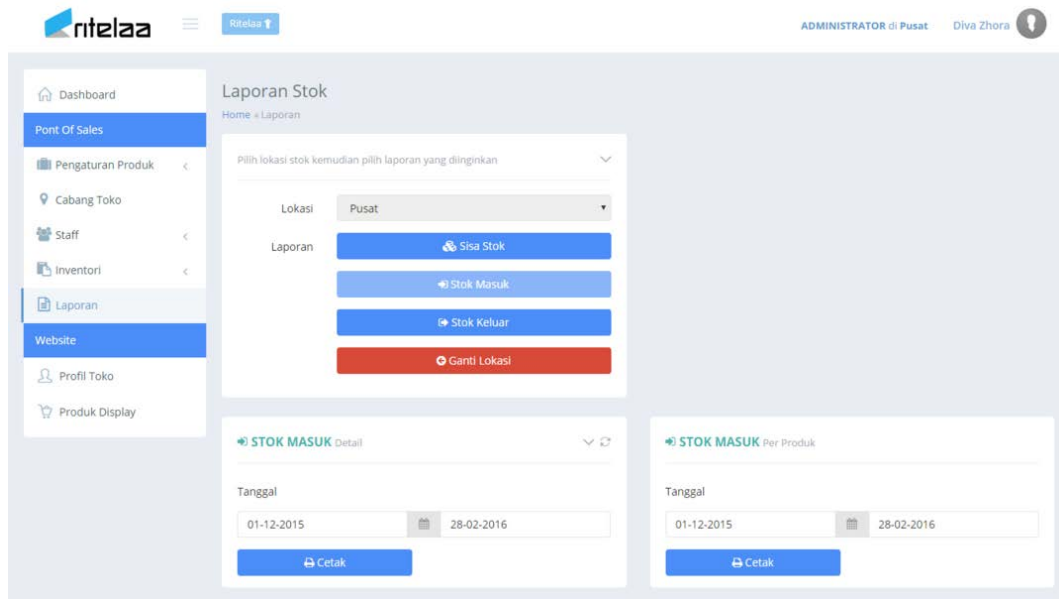 ritelaa
Ritelaa
ADMINISTRATOR di Pusat
Diva Zhora
Dashboard
Pont Of Sales
Pengaturan Produk
Cabang Toko
Staff
Inventori
Laporan
Website
Profil Toko
Produk Display
Laporan Stok
Home » Laporan
Pilih lokasi stok kemudian pilih laporan yang diinginkan
Lokasi Pusat
Laporan Sisa Stok
Stok Masuk
Stok Keluar
Ganti Lokasi
STOK MASUK Detail
Tanggal
01-12-2015 28-02-2016
Cetak
STOK MASUK Per Produk
Tanggal
01-12-2015 28-02-2016
Cetak